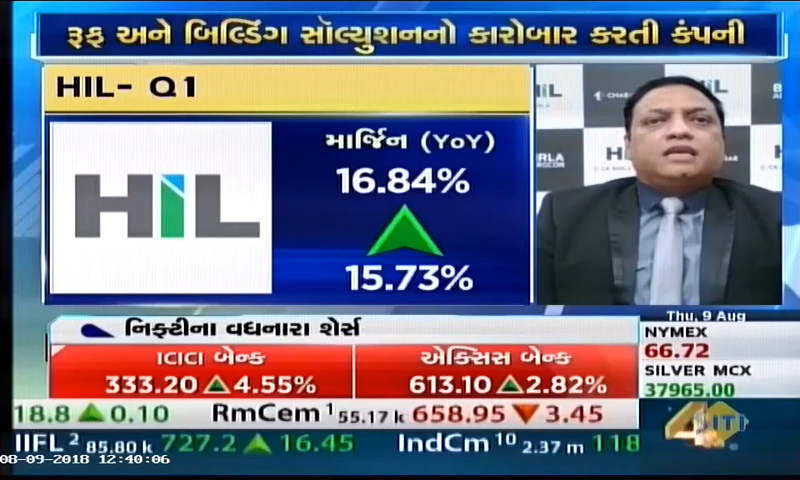 રૂફ અને બિલ્ડિંગ સૉલ્યુશનનો કારોબાર કરતી કંપની
HIL- Q1
HIL
માર્જિન (YoY)
16.84%
15.73%
HIL
Thu, 9 Aug
નિફ્ટીના વધનારા શેર્સ
ICICI બેન્ક
333.20 ▲4.55%
એક્સિસ બેન્ક
613.10 ▲2.82%
NYMEX
66.72
SILVER MCX
37965.00
18.8 ▲ 0.10 RmCem 1 55.17 k 658.95 ▼ 3.45
IIFL 2 85.80 k 727.2 ▲ 16.45 IndCm 10 2.37 m 118
08-09-2018 12:40:06